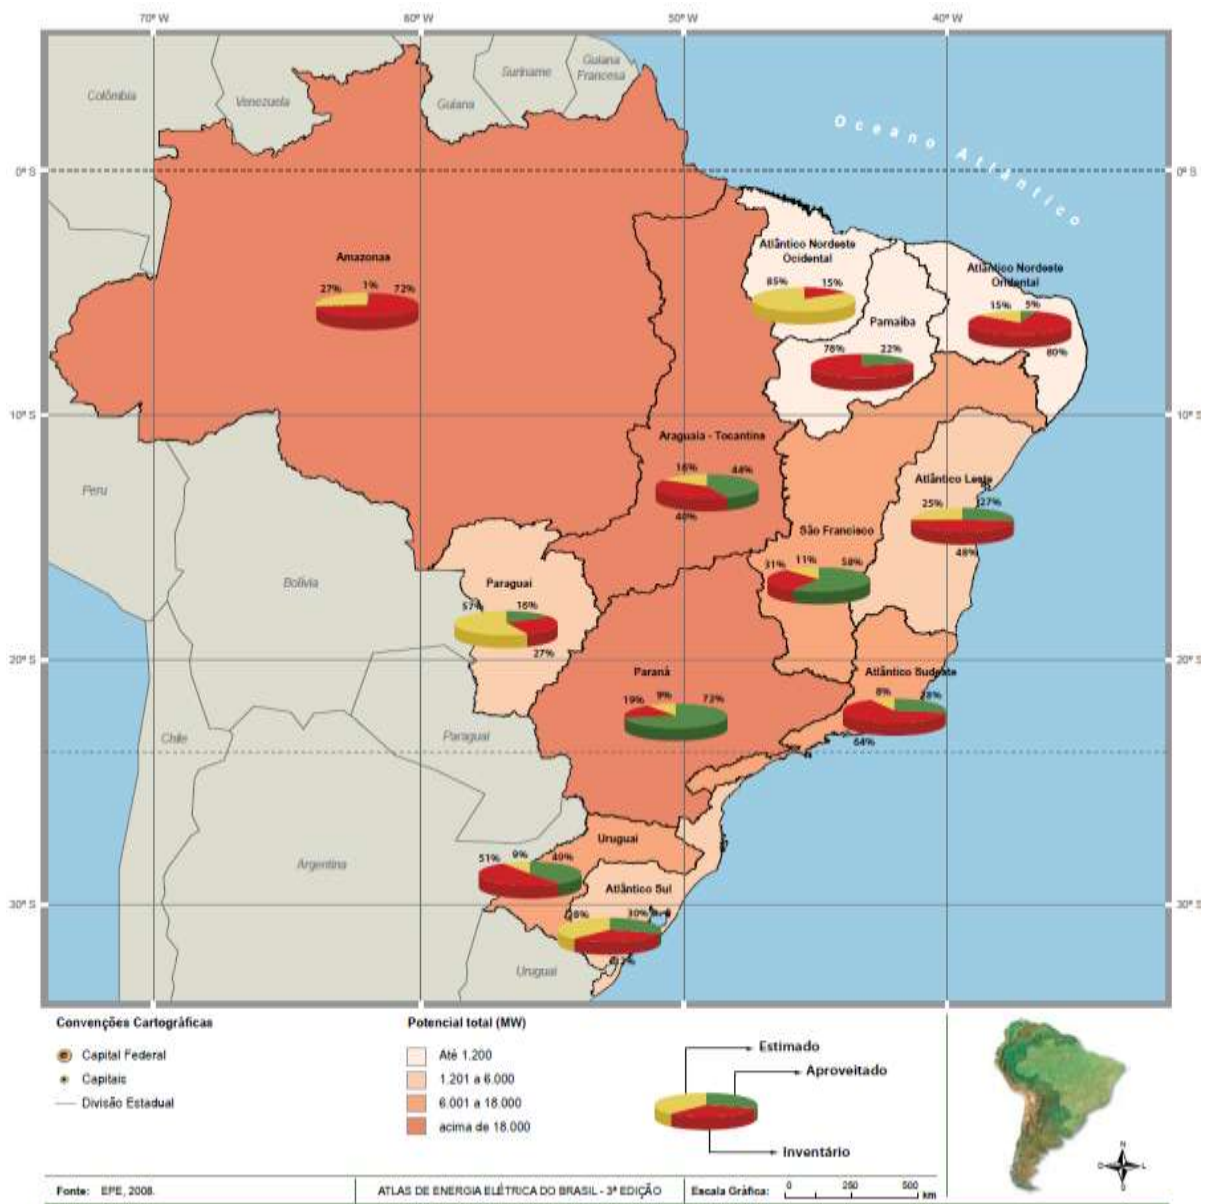 70° W 60° W 50° W 40° W
Colômbia
Venezuela
Guiana
Suriname
Guiana
Francesa
Oceano Atlântico
0° S 0° S
Amazonas
27% 1% 72%
Atlântico Nordeste
Ocidental
85% 15%
Atlântico Nordeste
Oridental
15% 5%
80%
Parnaíba
78% 22%
10° S 10° S
Peru
Araguaia - Tocantins
16% 44%
40%
Atlântico Leste
25% 27%
48%
São Francisco
31% 11% 58%
Bolívia
Paraguai
57% 16%
27%
20° S 20° S
Paraná
19% 9% 72%
Atlântico Sudeste
8% 28%
64%
Chile
Paraguai
Argentina
Uruguai
51% 9% 40%
Atlântico Sul
30%
30° S 30° S
Uruguai
Convenções Cartográficas
Capital Federal
Capitais
Divisão Estadual
Potencial total (MW)
Até 1.200
1.201 a 6.000
6.001 a 18.000
acima de 18.000
Estimado
Aproveitado
Inventário
N
O L
S
Fonte: EPE, 2008.
ATLAS DE ENERGIA ELÉTRICA DO BRASIL - 3ª EDIÇÃO
Escala Gráfica: 0 250 500 km